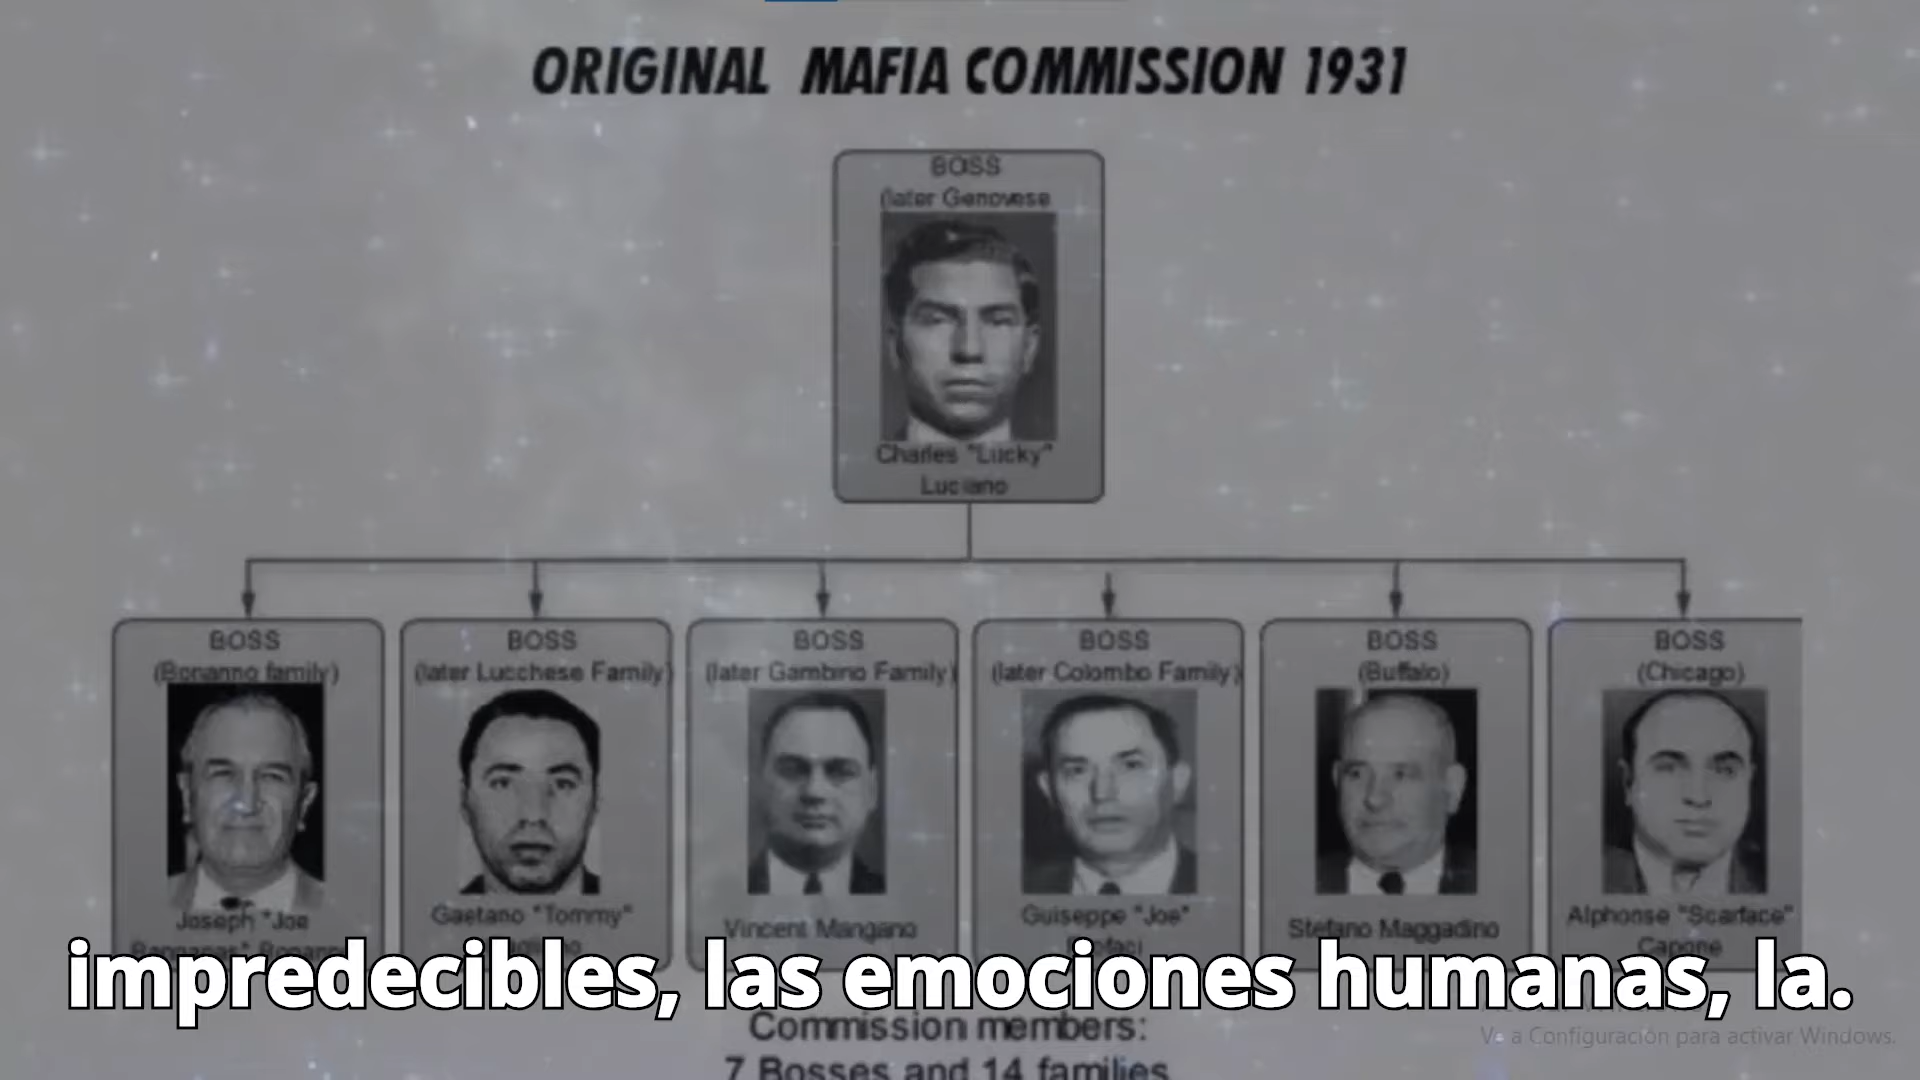 ORIGINAL MAFIA COMMISSION 1931
BOSS
(later Genovese
Charles "Lucky"
Luciano
BOSS
(Bonanno family)
Joseph "Joe
BOSS
(later Lucchese Family)
Gaetano "Tommy"
BOSS
(later Gambino Family)
Vincent Mangano
BOSS
(later Colombo Family)
Guiseppe "Joe"
BOSS
(Buffalo)
Stefano Maggadino
BOSS
(Chicago)
Alphonse "Scarface"
Capone
impredecibles, las emociones humanas, la.
Commission members:
7 Bosses and 14 families
Ve a Configuración para activar Windows.